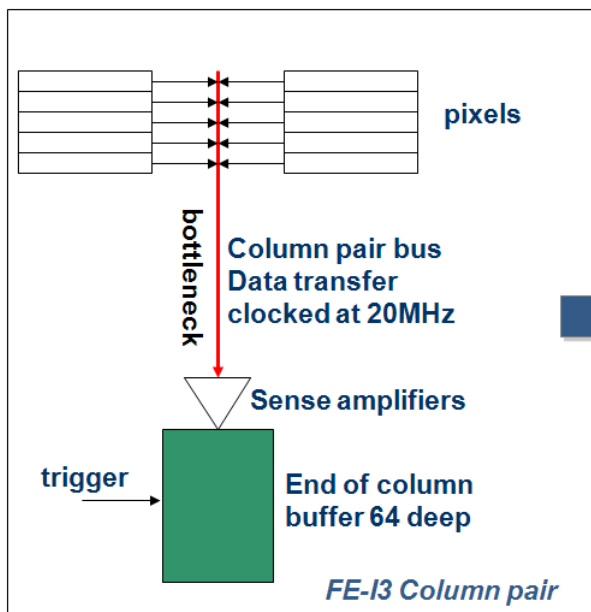 pixels
bottleneck
Column pair bus
Data transfer
clocked at 20MHz
Sense amplifiers
trigger
End of column
buffer 64 deep
FE-I3 Column pair